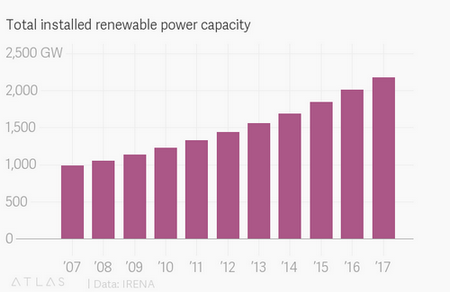 Total installed renewable power capacity
2,500 GW
2,000
1,500
1,000
500
0
’07 ’08 ’09 ’10 ’11 ’12 ’13 ’14 ’15 ’16 ’17
ATLAS | Data: IRENA